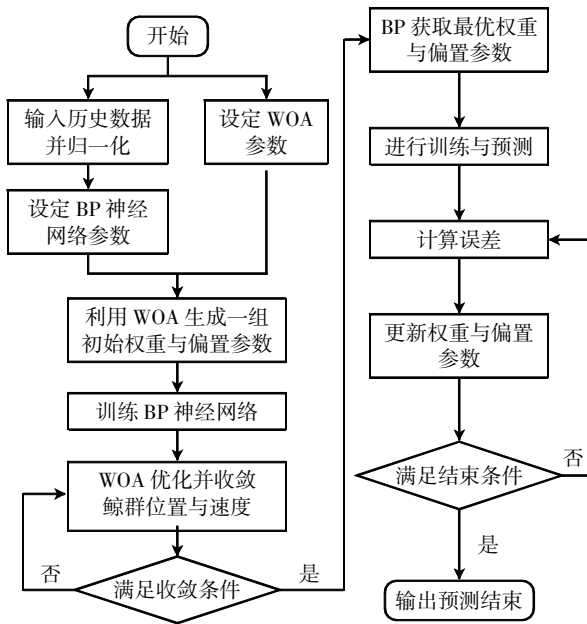 开始
输入历史数据
并归一化
设定 WOA
参数
设定 BP 神经
网络参数
利用 WOA 生成一组
初始权重与偏置参数
训练 BP 神经网络
WOA 优化并收敛
鲸群位置与速度
满足收敛条件
否
是
BP 获取最优权重
与偏置参数
进行训练与预测
计算误差
更新权重与偏置
参数
满足结束条件
否
是
输出预测结束